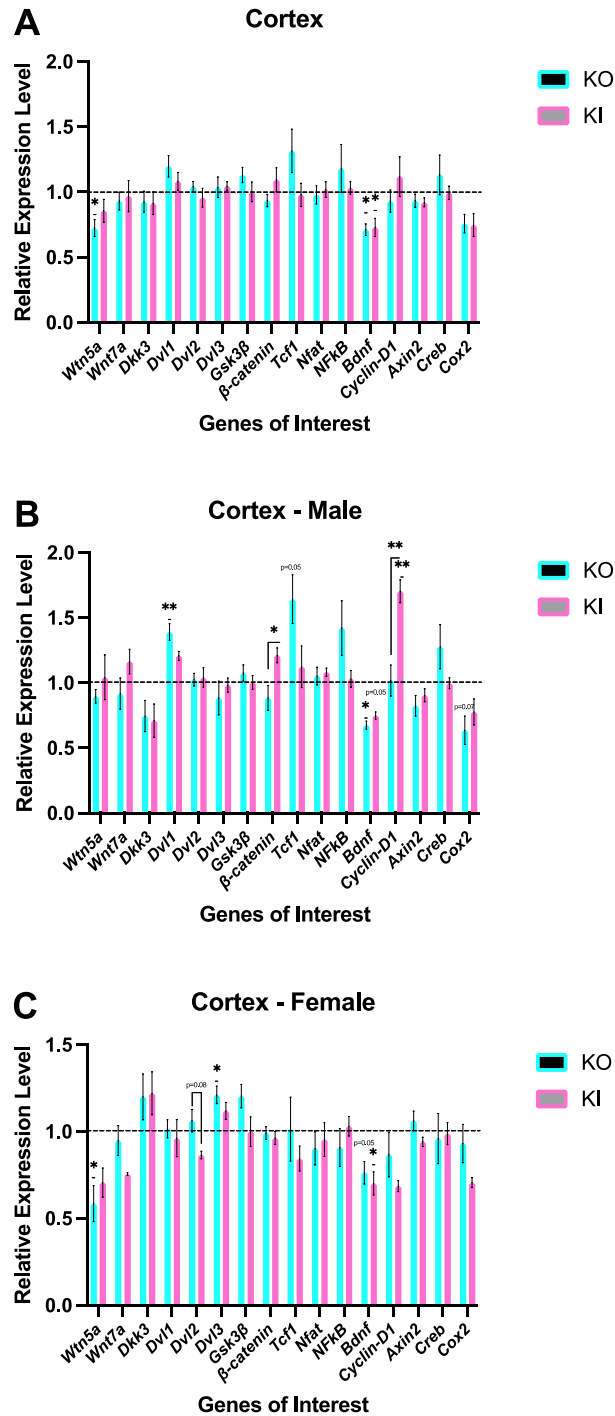 A
Cortex
2.0
1.5
1.0
0.5
0.0
Relative Expression Level
*
* *
KO
KI
Wtn5a
Wnt7a
Dkk3
Dvl1
Dvl2
Dvl3
Gsk3β
β-catenin
Tcf1
Nfat
NFkB
Bdnf
Cyclin-D1
Axin2
Creb
Cox2
Genes of Interest
B
Cortex - Male
2.0
1.5
1.0
0.5
0.0
Relative Expression Level
**
*
p=0.05
*
p=0.05
**
**
p=0.07
KO
KI
Wtn5a
Wnt7a
Dkk3
Dvl1
Dvl2
Dvl3
Gsk3β
β-catenin
Tcf1
Nfat
NFkB
Bdnf
Cyclin-D1
Axin2
Creb
Cox2
Genes of Interest
C
Cortex - Female
1.5
1.0
0.5
0.0
Relative Expression Level
*
p=0.08
*
p=0.05
*
KO
KI
Wtn5a
Wnt7a
Dkk3
Dvl1
Dvl2
Dvl3
Gsk3β
β-catenin
Tcf1
Nfat
NFkB
Bdnf
Cyclin-D1
Axin2
Creb
Cox2
Genes of Interest